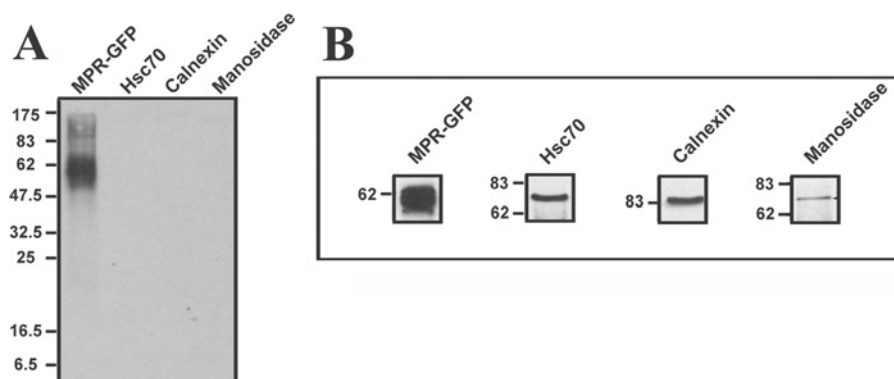 A
MPR-GFP
Hsc70
Calnexin
Manosidase
175
83
62
47.5
32.5
25
16.5
6.5
B
MPR-GFP
62
Hsc70
83
62
Calnexin
83
Manosidase
83
62